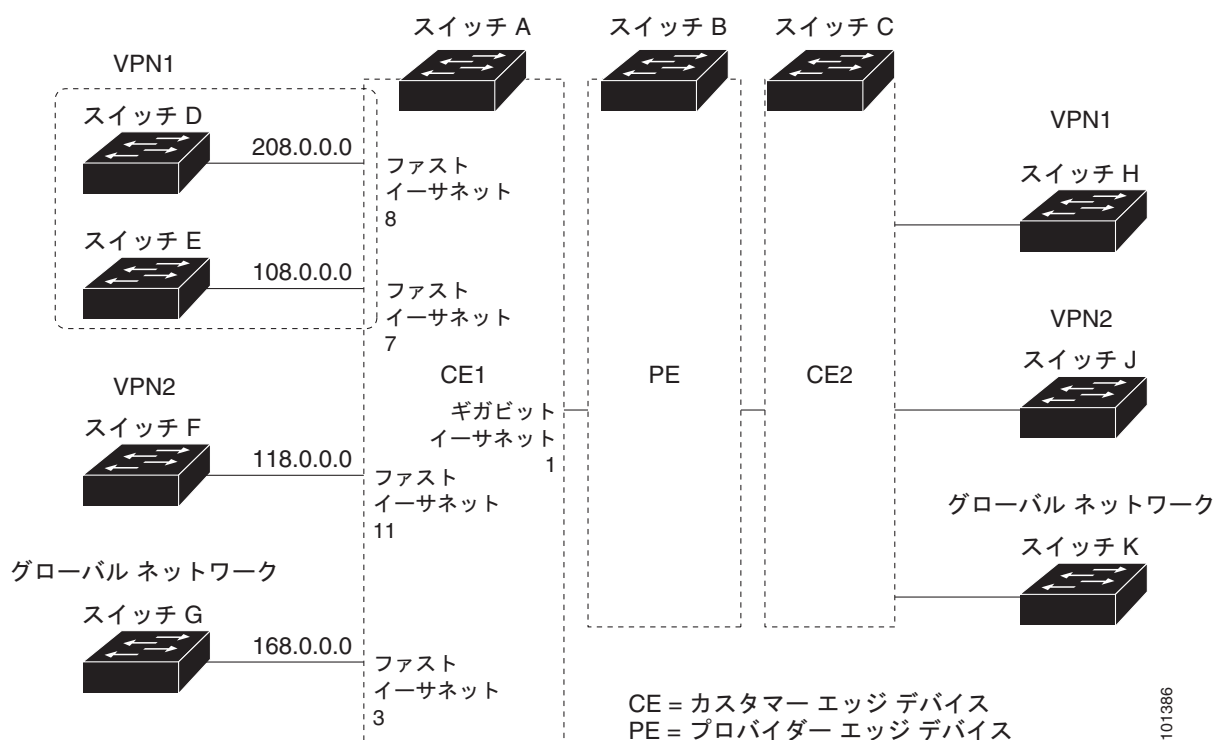 スイッチ A
スイッチ B
スイッチ C
VPN1
スイッチ D
208.0.0.0
ファスト
イーサネット
8
スイッチ E
108.0.0.0
ファスト
イーサネット
7
VPN2
スイッチ F
118.0.0.0
ファスト
イーサネット
11
グローバル ネットワーク
スイッチ G
168.0.0.0
ファスト
イーサネット
3
CE1
ギガビット
イーサネット
1
PE
CE2
VPN1
スイッチ H
VPN2
スイッチ J
グローバル ネットワーク
スイッチ K
CE = カスタマー エッジ デバイス
PE = プロバイダー エッジ デバイス
101386